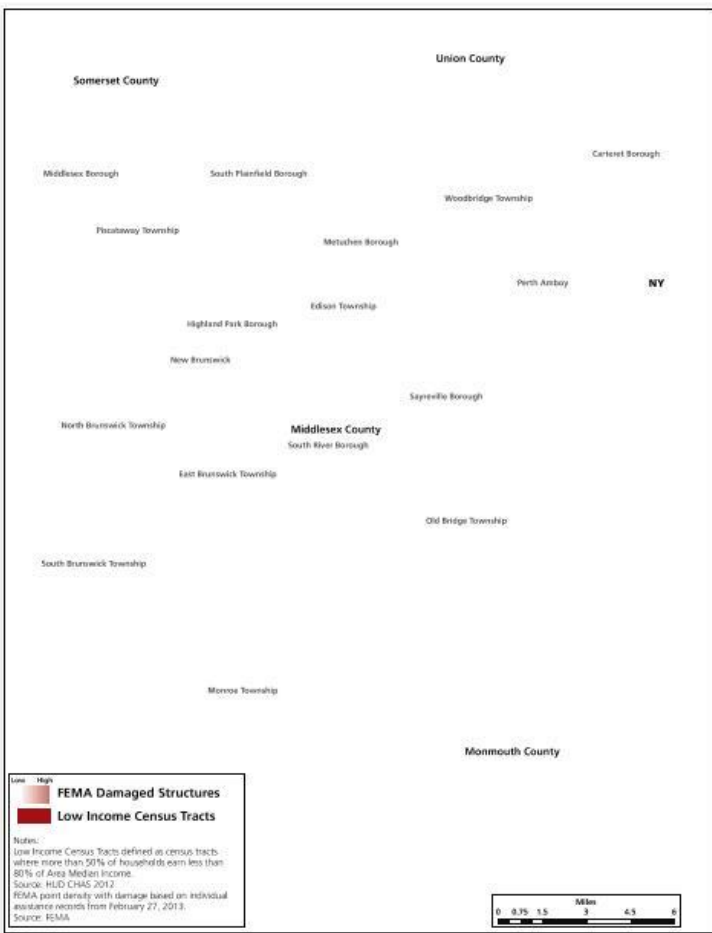 Union County
Somerset County
Carteret Borough
Middlesex Borough
South Plainfield Borough
Woodbridge Township
Piscataway Township
Metuchen Borough
Perth Amboy
NY
Edison Township
Highland Park Borough
New Brunswick
Sayreville Borough
North Brunswick Township
Middlesex County
South River Borough
East Brunswick Township
Old Bridge Township
South Brunswick Township
Monroe Township
Monmouth County
Low High
FEMA Damaged Structures
Low Income Census Tracts
Notes:
Low Income Census Tracts defined as census tracts
where more than 50% of households earn less than
80% of Area Median Income.
Source: HUD CHAS 2012
FEMA point density with damage based on individual
assistance records from February 27, 2013.
Source: FEMA
Miles
0 0.75 1.5 3 4.5 6